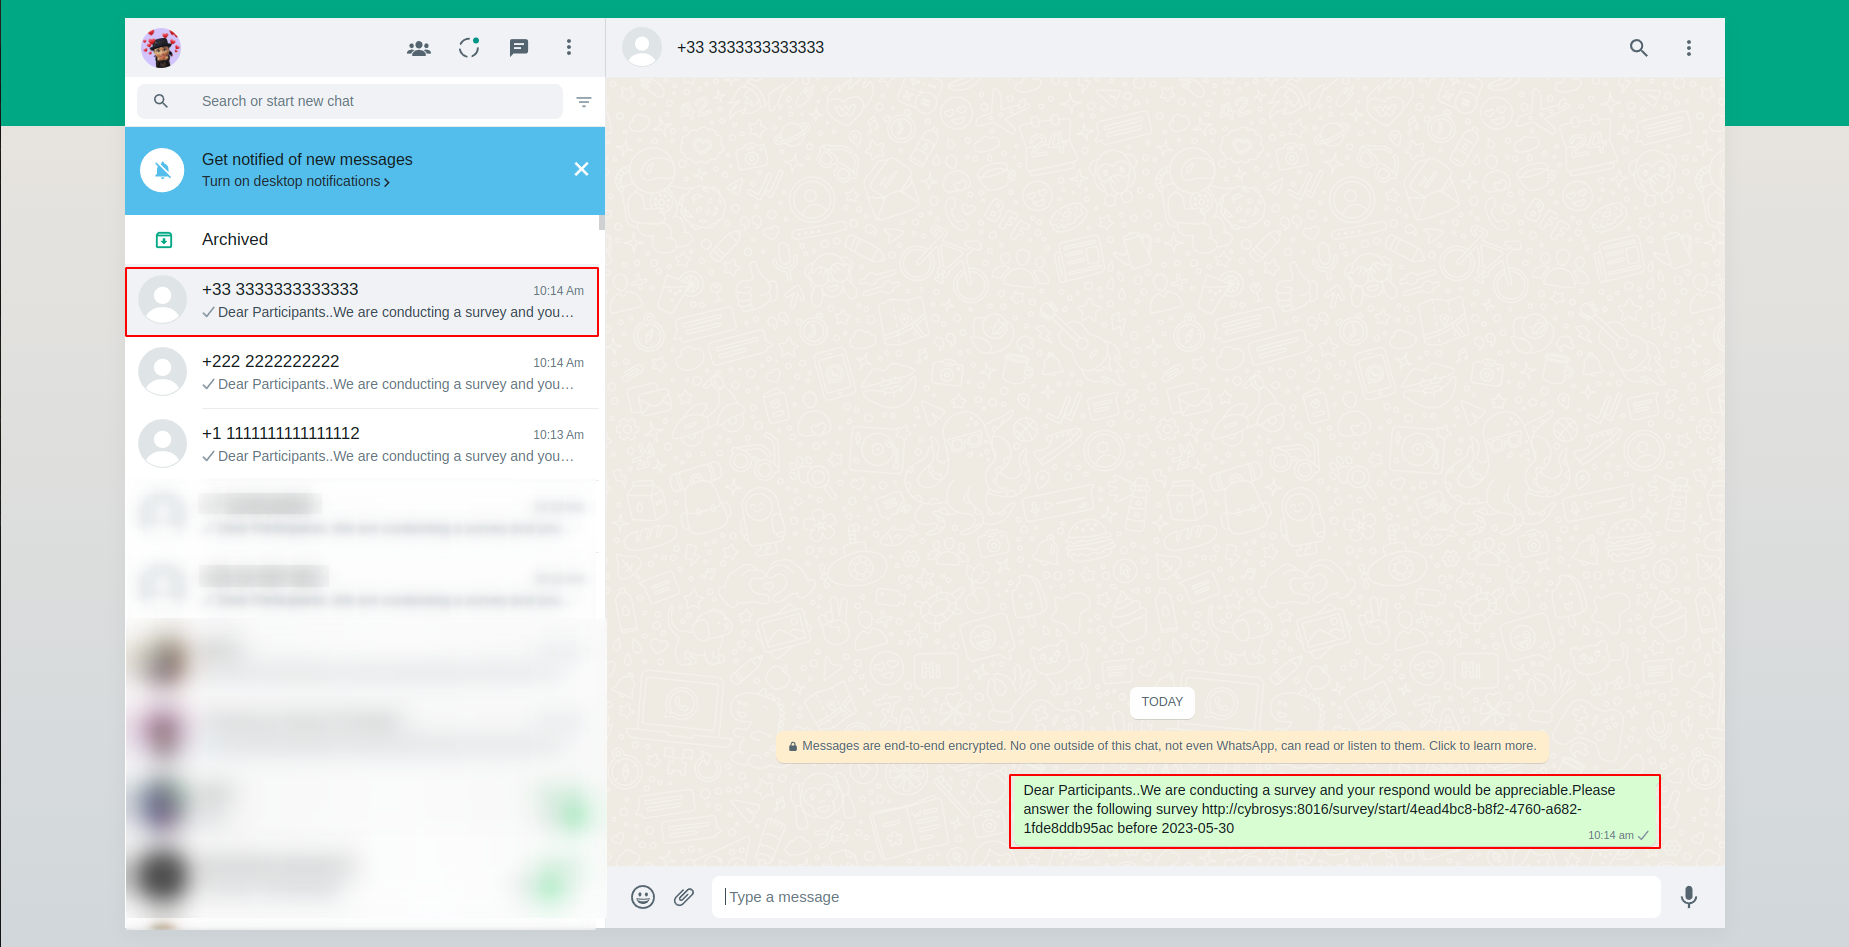 +33 3333333333333
Search or start new chat
Get notified of new messages
Turn on desktop notifications
Archived
+33 3333333333333 10:14 Am
Dear Participants..We are conducting a survey and you…
+222 2222222222 10:14 Am
Dear Participants..We are conducting a survey and you…
+1 1111111111111112 10:13 Am
Dear Participants..We are conducting a survey and you…
TODAY
Messages are end-to-end encrypted. No one outside of this chat, not even WhatsApp, can read or listen to them. Click to learn more.
Dear Participants..We are conducting a survey and your respond would be appreciable.Please
answer the following survey http://cybrosys:8016/survey/start/4ead4bc8-b8f2-4760-a682-
1fde8ddb95ac before 2023-05-30
10:14 am
Type a message